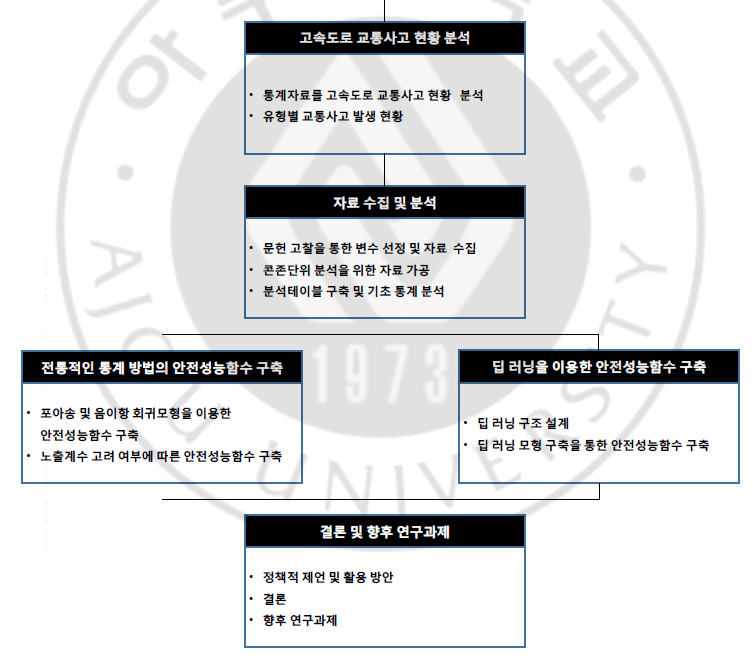 고속도로 교통사고 현황 분석
• 통계자료를 고속도로 교통사고 현황 분석
• 유형별 교통사고 발생 현황
자료 수집 및 분석
• 문헌 고찰을 통한 변수 선정 및 자료 수집
• 콘존단위 분석을 위한 자료 가공
• 분석테이블 구축 및 기초 통계 분석
전통적인 통계 방법의 안전성능함수 구축
• 포아송 및 음이항 회귀모형을 이용한
안전성능함수 구축
• 노출계수 고려 여부에 따른 안전성능함수 구축
딥 러닝을 이용한 안전성능함수 구축
• 딥 러닝 구조 설계
• 딥 러닝 모형 구축을 통한 안전성능함수 구축
결론 및 향후 연구과제
• 정책적 제언 및 활용 방안
• 결론
• 향후 연구과제
AJOU UNIVERSITY
1973